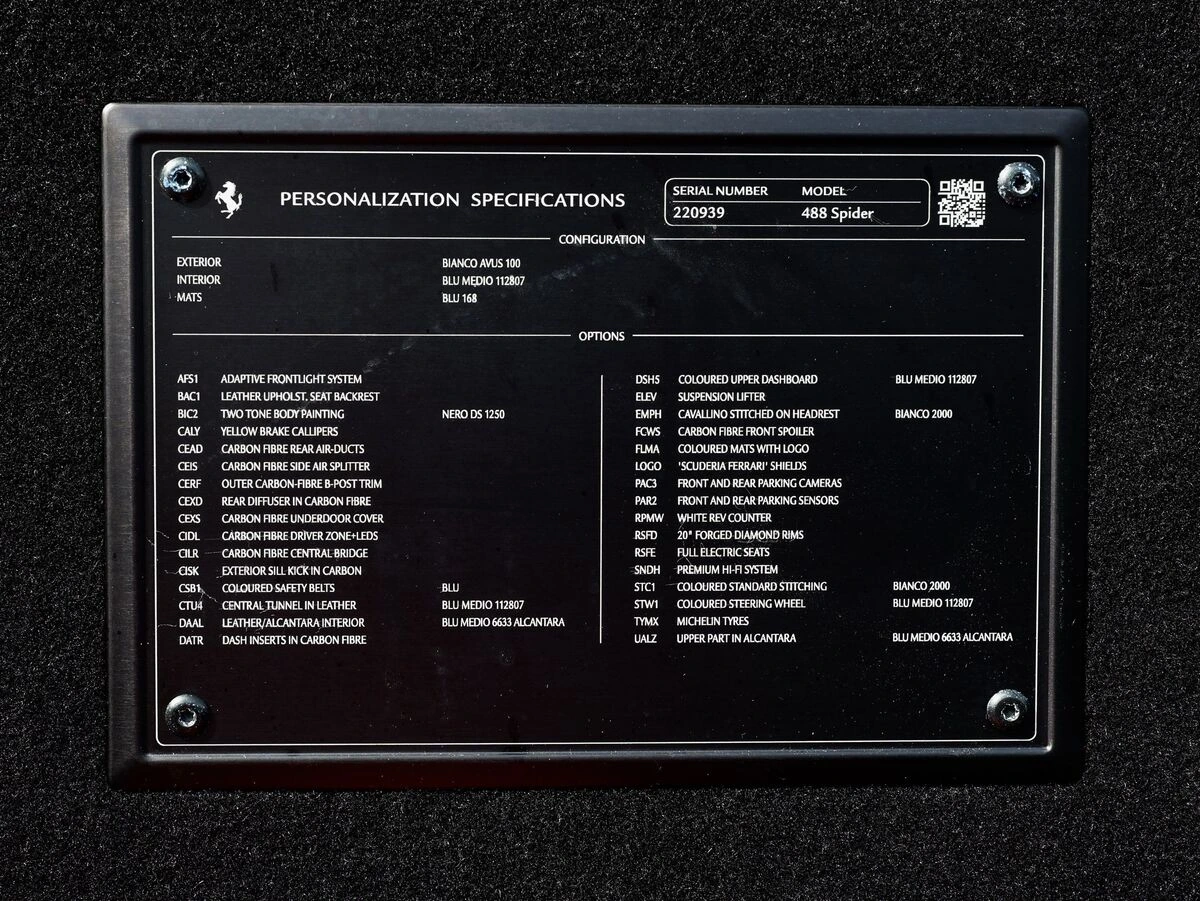 PERSONALIZATION SPECIFICATIONS
SERIAL NUMBER MODEL
220939 488 Spider
CONFIGURATION
EXTERIOR BIANCO AVUS 100
INTERIOR BLU MEDIO 112807
MATS BLU 168
OPTIONS
AFS1 ADAPTIVE FRONTLIGHT SYSTEM
BAC1 LEATHER UPHOLST. SEAT BACKREST
BIC2 TWO TONE BODY PAINTING NERO DS 1250
CALY YELLOW BRAKE CALLIPERS
CEAD CARBON FIBRE REAR AIR-DUCTS
CEIS CARBON FIBRE SIDE AIR SPLITTER
CERF OUTER CARBON-FIBRE B-POST TRIM
CEXD REAR DIFFUSER IN CARBON FIBRE
CEXS CARBON FIBRE UNDERDOOR COVER
CIDL CARBON FIBRE DRIVER ZONE+LEDS
CILR CARBON FIBRE CENTRAL BRIDGE
CISK EXTERIOR SILL KICK IN CARBON
CSB1 COLOURED SAFETY BELTS BLU
CTU4 CENTRAL TUNNEL IN LEATHER BLU MEDIO 112807
DAAL LEATHER/ALCANTARA INTERIOR BLU MEDIO 6633 ALCANTARA
DATR DASH INSERTS IN CARBON FIBRE
DSH5 COLOURED UPPER DASHBOARD BLU MEDIO 112807
ELEV SUSPENSION LIFTER
EMPH CAVALLINO STITCHED ON HEADREST BIANCO 2000
FCWS CARBON FIBRE FRONT SPOILER
FLMA COLOURED MATS WITH LOGO
LOGO 'SCUDERIA FERRARI' SHIELDS
PAC3 FRONT AND REAR PARKING CAMERAS
PAR2 FRONT AND REAR PARKING SENSORS
RPMW WHITE REV COUNTER
RSFD 20" FORGED DIAMOND RIMS
RSFE FULL ELECTRIC SEATS
SNDH PREMIUM HI-FI SYSTEM
STC1 COLOURED STANDARD STITCHING BIANCO 2000
STW1 COLOURED STEERING WHEEL BLU MEDIO 112807
TYMX MICHELIN TYRES
UALZ UPPER PART IN ALCANTARA BLU MEDIO 6633 ALCANTARA